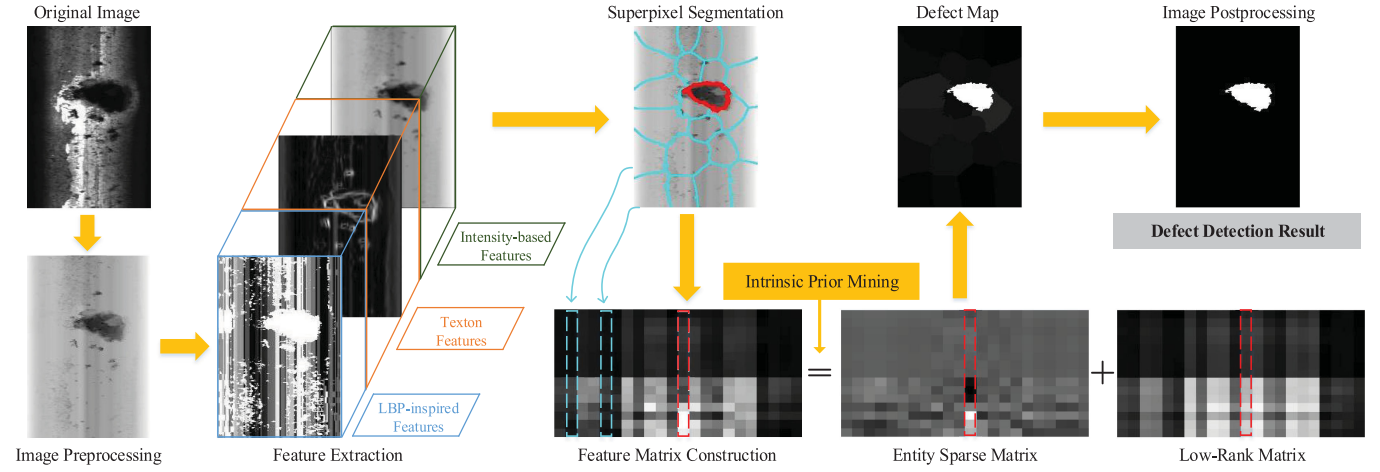 Original Image
Superpixel Segmentation
Defect Map
Image Postprocessing
Intensity-based
Features
Defect Detection Result
Intrinsic Prior Mining
Texton
Features
=
+
LBP-inspired
Features
Image Preprocessing
Feature Extraction
Feature Matrix Construction
Entity Sparse Matrix
Low-Rank Matrix